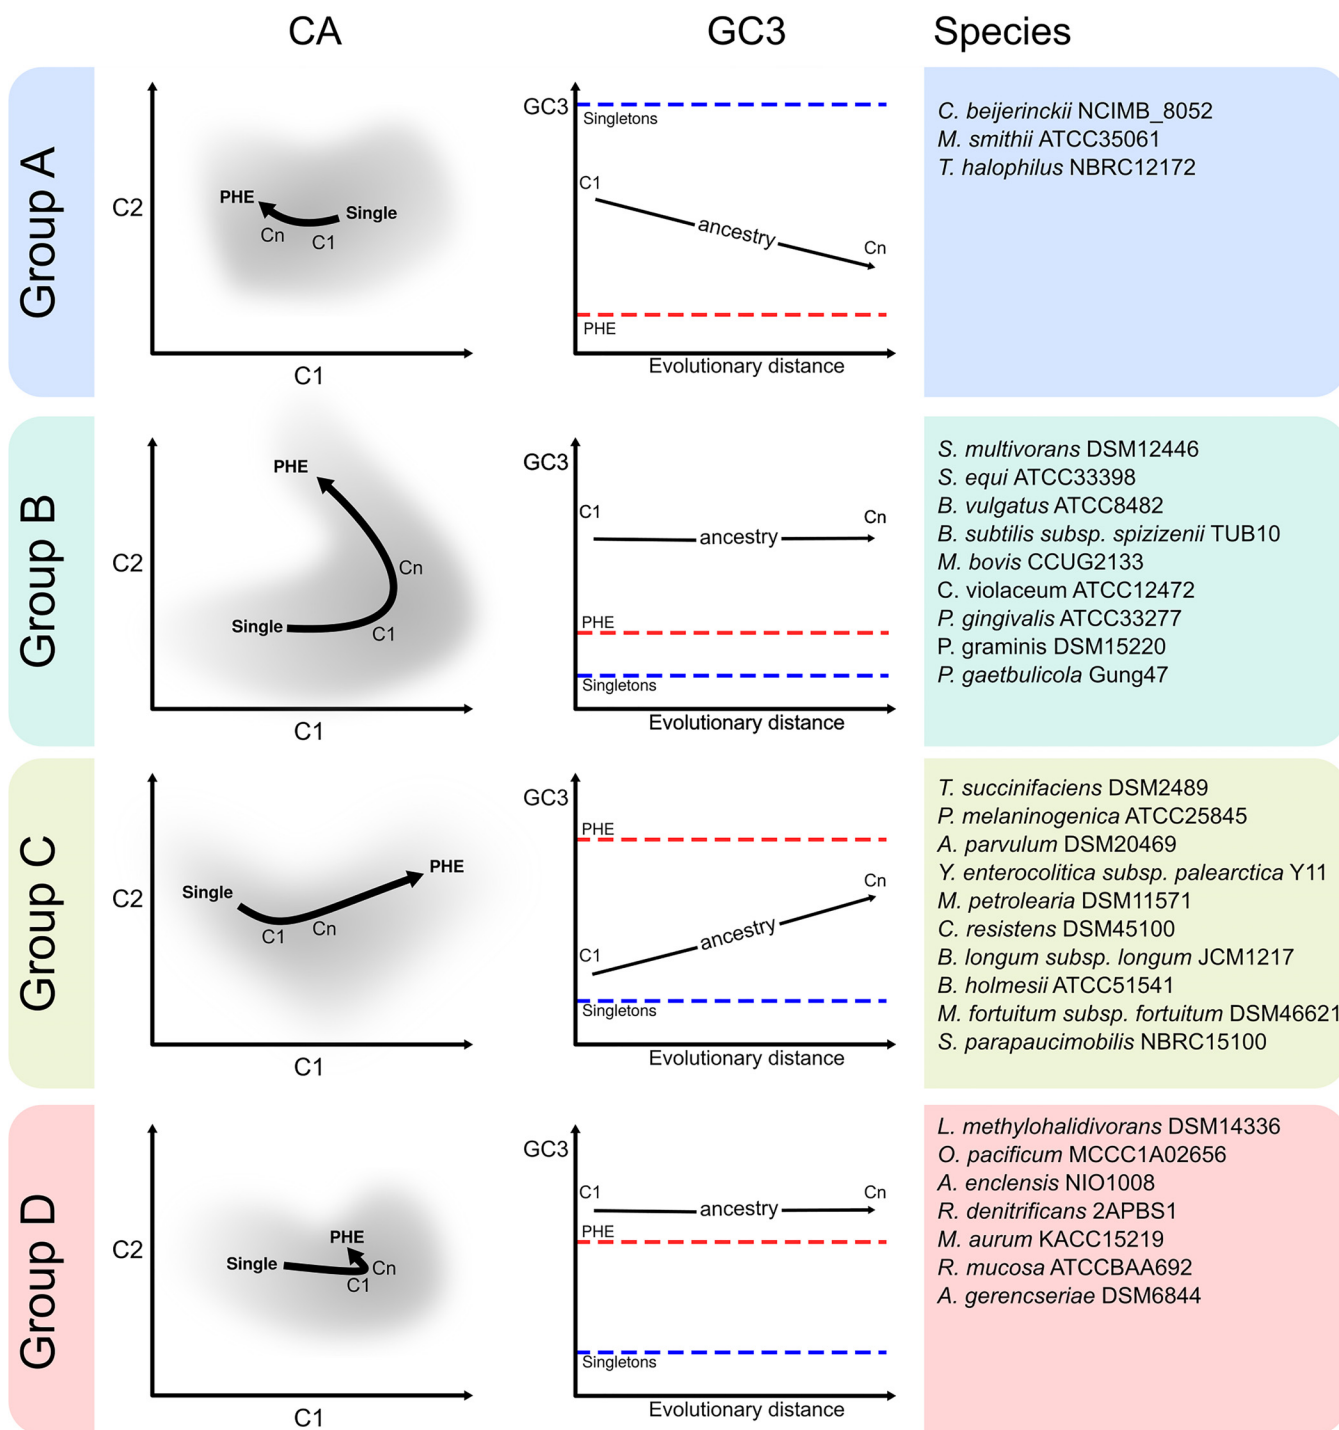 CA GC3 Species
Group A
C2
PHE
Single
Cn
C1
C1
GC3
Singletons
C1
ancestry
Cn
PHE
Evolutionary distance
C. beijerinckii NCIMB_8052
M. smithii ATCC35061
T. halophilus NBRC12172
Group B
C2
PHE
Cn
Single
C1
C1
GC3
C1
ancestry
Cn
PHE
Singletons
Evolutionary distance
S. multivorans DSM12446
S. equi ATCC33398
B. vulgatus ATCC8482
B. subtilis subsp. spizizenii TUB10
M. bovis CCUG2133
C. violaceum ATCC12472
P. gingivalis ATCC33277
P. graminis DSM15220
P. gaetbulicola Gung47
Group C
C2
Single
PHE
C1
Cn
C1
GC3
PHE
Cn
ancestry
C1
Singletons
Evolutionary distance
T. succinifaciens DSM2489
P. melaninogenica ATCC25845
A. parvulum DSM20469
Y. enterocolitica subsp. palearctica Y11
M. petrolearia DSM11571
C. resistens DSM45100
B. longum subsp. longum JCM1217
B. holmesii ATCC51541
M. fortuitum subsp. fortuitum DSM46621
S. parapaucimobilis NBRC15100
Group D
C2
PHE
Single
Cn
C1
C1
GC3
C1
ancestry
Cn
PHE
Singletons
Evolutionary distance
L. methylohalidivorans DSM14336
O. pacificum MCCC1A02656
A. enclensis NIO1008
R. denitrificans 2APBS1
M. aurum KACC15219
R. mucosa ATCCBAA692
A. gerencseriae DSM6844